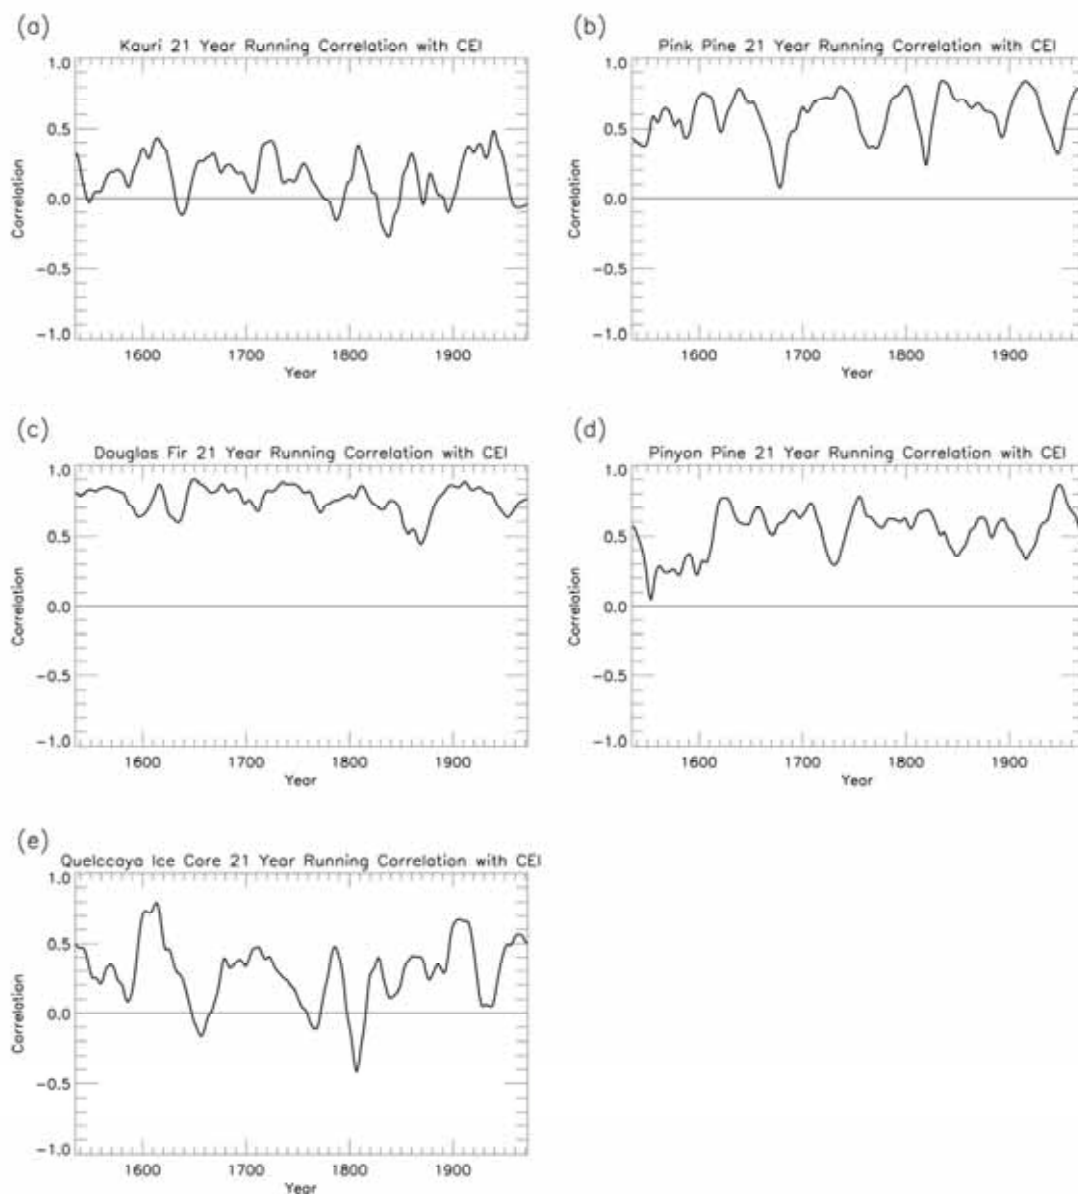 (a)
Kauri 21 Year Running Correlation with CEI
1.0
0.5
0.0
−0.5
−1.0
Correlation
1600 1700 1800 1900
Year
(b)
Pink Pine 21 Year Running Correlation with CEI
1.0
0.5
0.0
−0.5
−1.0
Correlation
1600 1700 1800 1900
Year
(c)
Douglas Fir 21 Year Running Correlation with CEI
1.0
0.5
0.0
−0.5
−1.0
Correlation
1600 1700 1800 1900
Year
(d)
Pinyon Pine 21 Year Running Correlation with CEI
1.0
0.5
0.0
−0.5
−1.0
Correlation
1600 1700 1800 1900
Year
(e)
Quelccaya Ice Core 21 Year Running Correlation with CEI
1.0
0.5
0.0
−0.5
−1.0
Correlation
1600 1700 1800 1900
Year